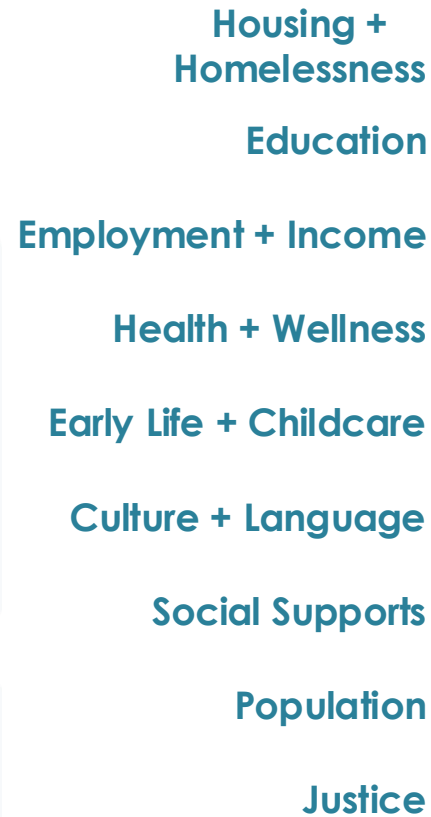 Housing +
Homelessness
Education
Employment + Income
Health + Wellness
Early Life + Childcare
Culture + Language
Social Supports
Population
Justice